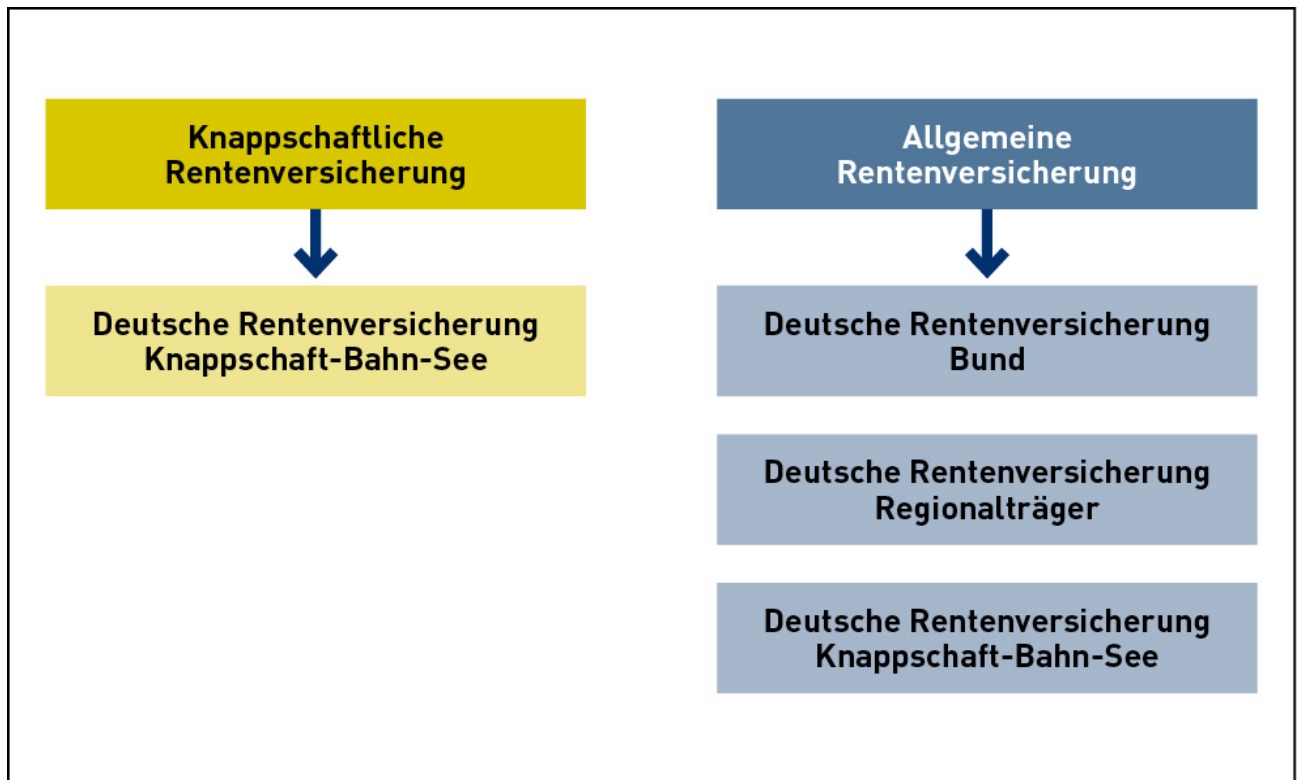 Knappschaftliche
Rentenversicherung
Deutsche Rentenversicherung
Knappschaft-Bahn-See
Allgemeine
Rentenversicherung
Deutsche Rentenversicherung
Bund
Deutsche Rentenversicherung
Regionalträger
Deutsche Rentenversicherung
Knappschaft-Bahn-See